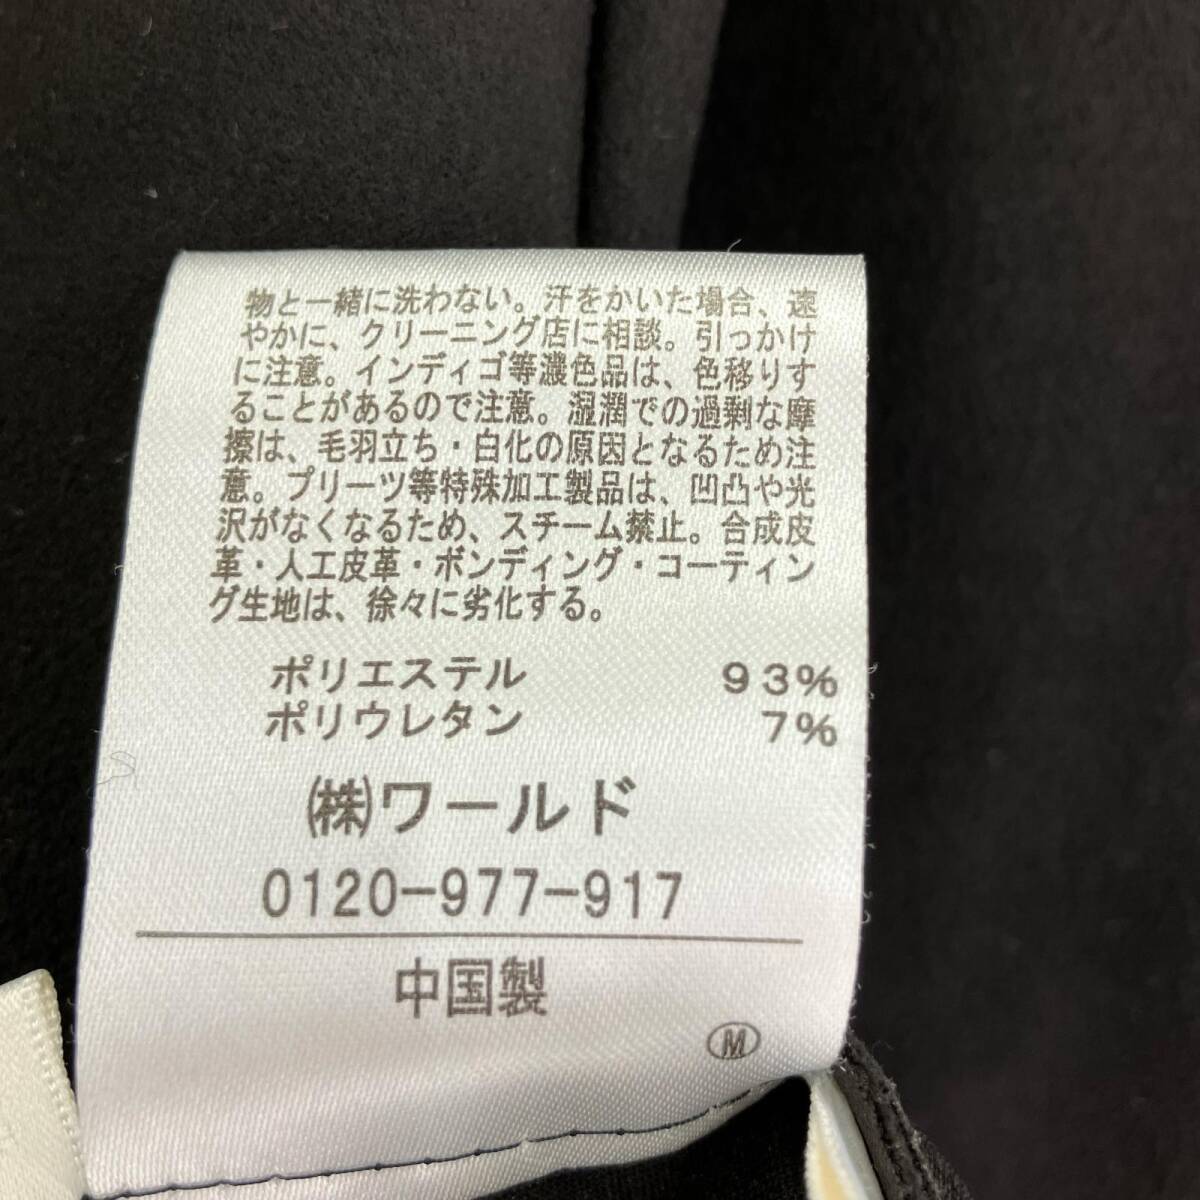 物と一緒に洗わない。汗をかいた場合、速
やかに、クリーニング店に相談。引っかけ
に注意。インディゴ等濃色品は、色移りす
ることがあるので注意。湿潤での過剰な摩
擦は、毛羽立ち・白化の原因となるため注
意。プリーツ等特殊加工製品は、凹凸や光
沢がなくなるため、スチーム禁止。合成皮
革・人工皮革・ボンディング・コーティン
グ生地は、徐々に劣化する。
ポリエステル 93%
ポリウレタン 7%
㈱ワールド
0120-977-917
中国製
Ⓜ